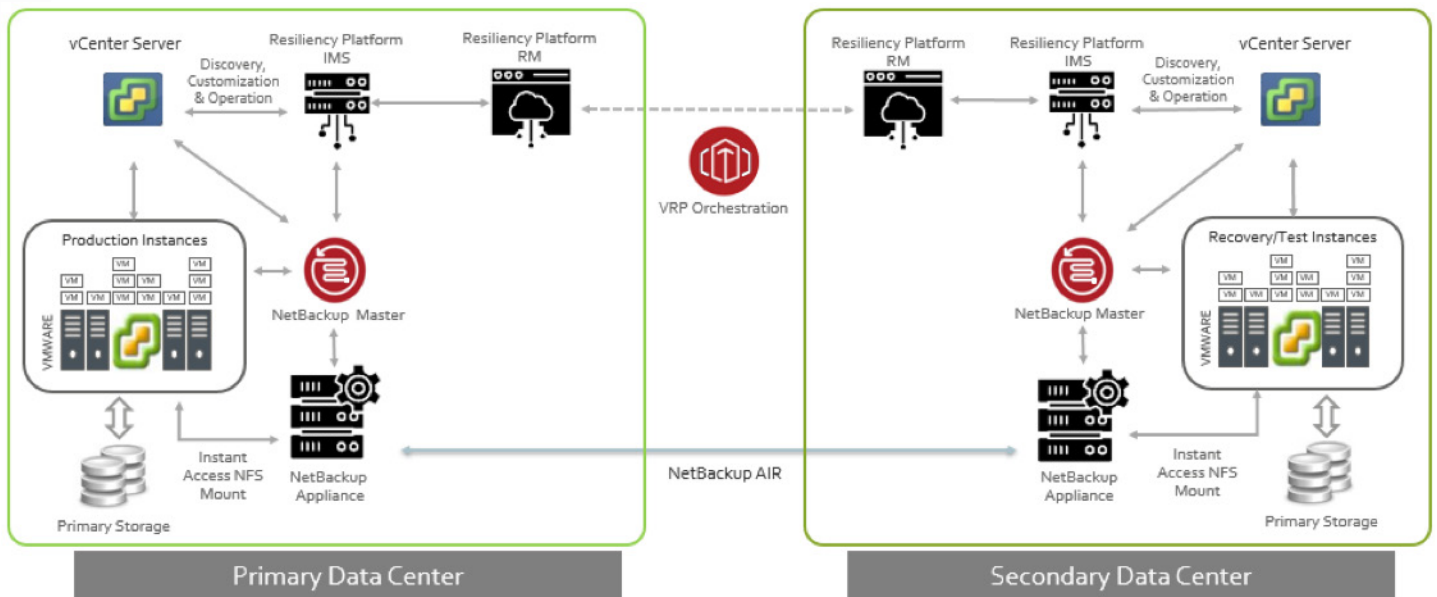 vCenter Server
Discovery,
Customization
& Operation
Resiliency Platform
IMS
Resiliency Platform
RM
Production Instances
VM
VM
VM
VM
VM
VM
VM
VM
VM
VM
VM
VM
VMWARE
NetBackup Master
Instant
Access NFS
Mount
NetBackup
Appliance
Primary Storage
Primary Data Center
VRP Orchestration
NetBackup AIR
Resiliency Platform
RM
Resiliency Platform
IMS
Discovery,
Customization
& Operation
vCenter Server
NetBackup Master
Recovery/Test Instances
VM
VM
VM
VM
VM
VM
VM
VM
VM
VM
VM
VM
VMWARE
NetBackup
Appliance
Instant
Access NFS
Mount
Primary Storage
Secondary Data Center